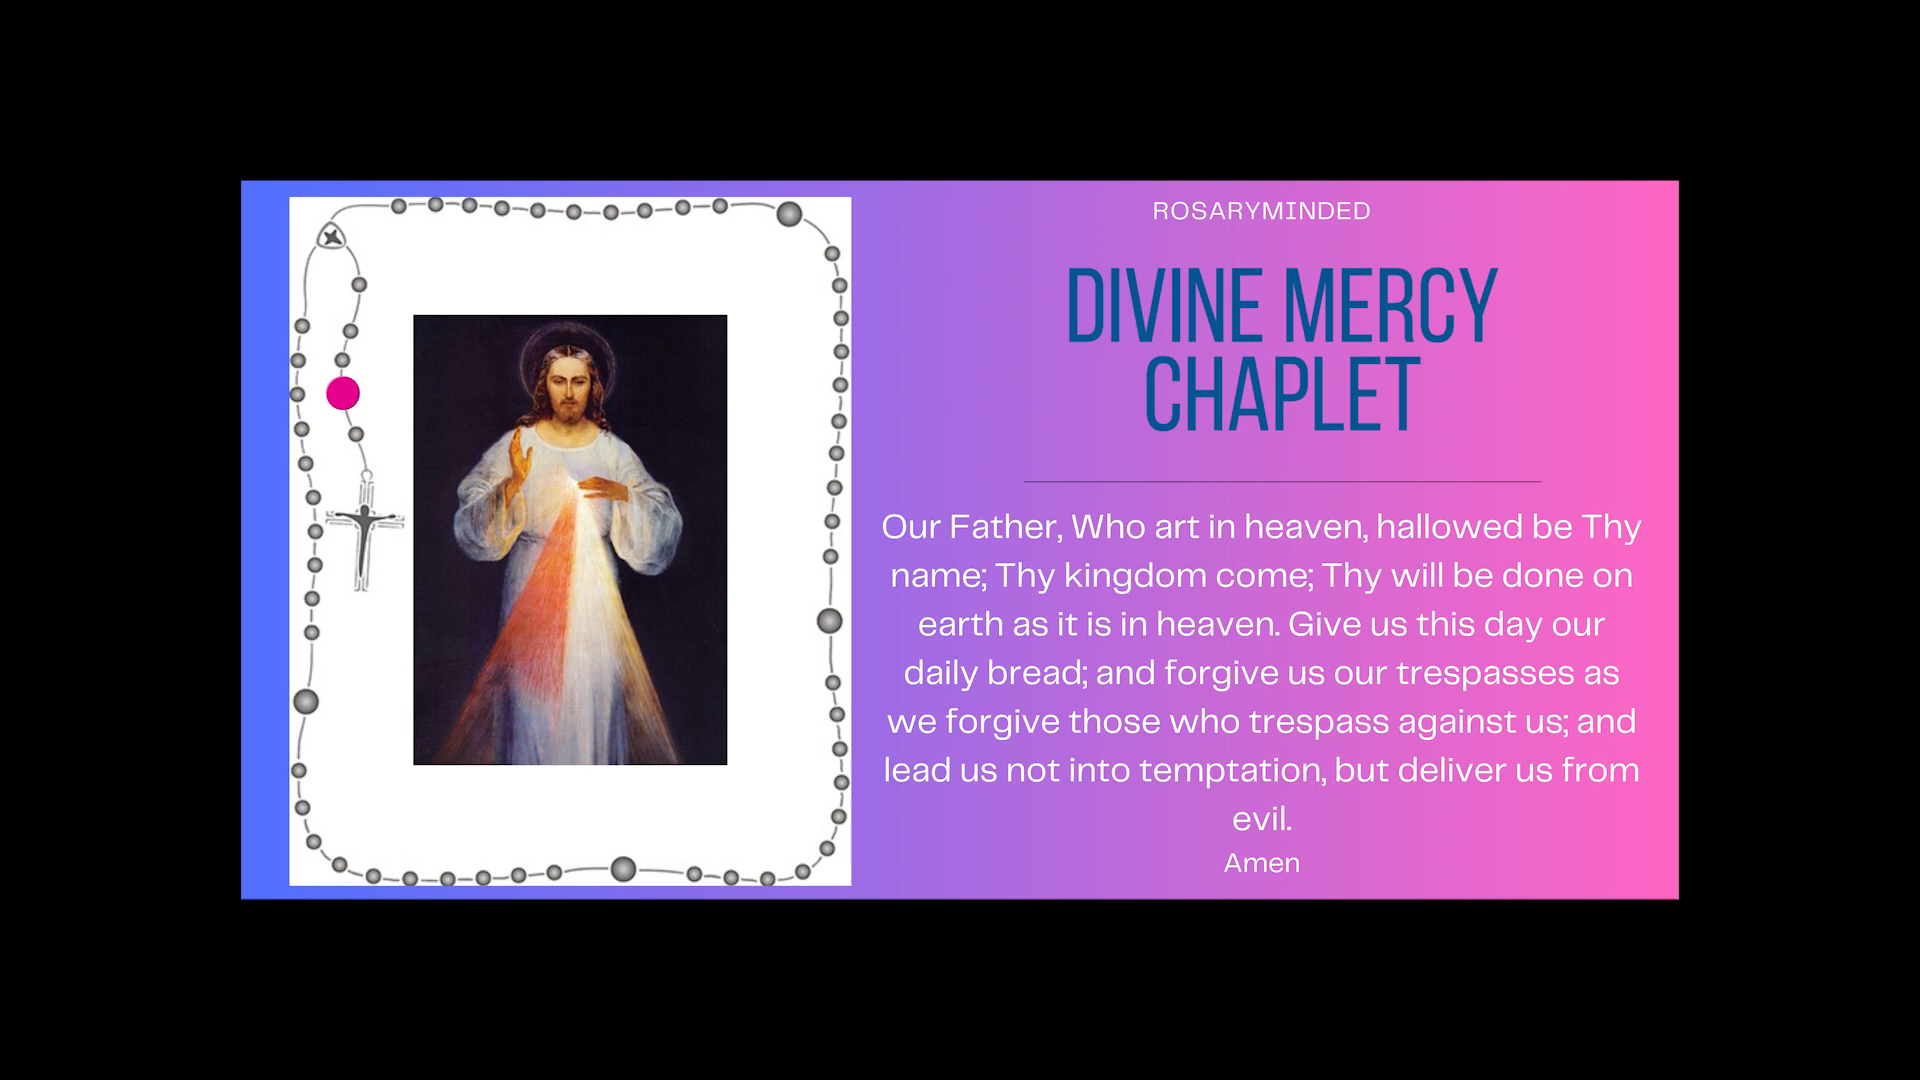 ROSARYMINDED
DIVINE MERCY
CHAPLET
Our Father, Who art in heaven, hallowed be Thy
name; Thy kingdom come; Thy will be done on
earth as it is in heaven. Give us this day our
daily bread; and forgive us our trespasses as
we forgive those who trespass against us; and
lead us not into temptation, but deliver us from
evil.
Amen